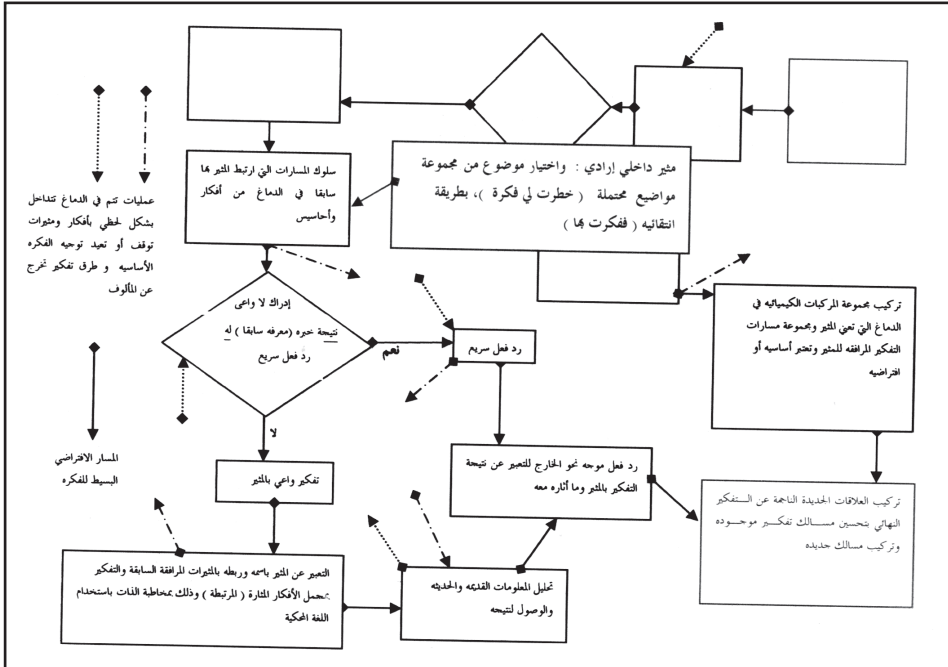 مثير داخلي إرادي : واختيار موضوع من مجموعة
مواضيع محتملة ( خطرت لي فكرة )، بطريقة
انتقائيه ( ففكرت بها )
سلوك المسارات التي ارتبط المثير بها
سابقا في الدماغ من أفكار
وأحاسيس
عمليات تتم في الدماغ تتداخل
بشكل لحظي بأفكار ومثيرات
توقف أو تعيد توجيه الفكره
الأساسيه و طرق تفكير تخرج
عن المألوف
إدراك لا واعى
نتيجة خبره (معرفه سابقا ) له
رد فعل سريع
نعم
رد فعل سريع
تركيب مجموعة المركبات الكيميائيه في
الدماغ التي تعني المثير وبجموعة مسارات
التفكير المرافقه للمثير وتعتبر أساسيه أو
افتراضيه
لا
المسار الافتراضي
البسيط للفكره
تفكير واعي بالمثير
رد فعل موجه نحو الخارج للتعبير عن نتيجة
التفكير بالمثير وما أثاره معه
تركيب العلاقات الجديدة الناجمة عن الـتـفكير
النهائي بتحسين مسـالك تفكـير موجـوده
وتركيب مسالك جديده
التعبير عن المثير باسمه وربطه بالمثيرات المرافقة السابقة والتفكير
بمجمل الأفكار المثارة ( المرتبطة ) وذلك بمخاطبة الذات باستخدام
اللغة المحكية
تحليل المعلومات القديمه والحديثه
والوصول لنتيجه